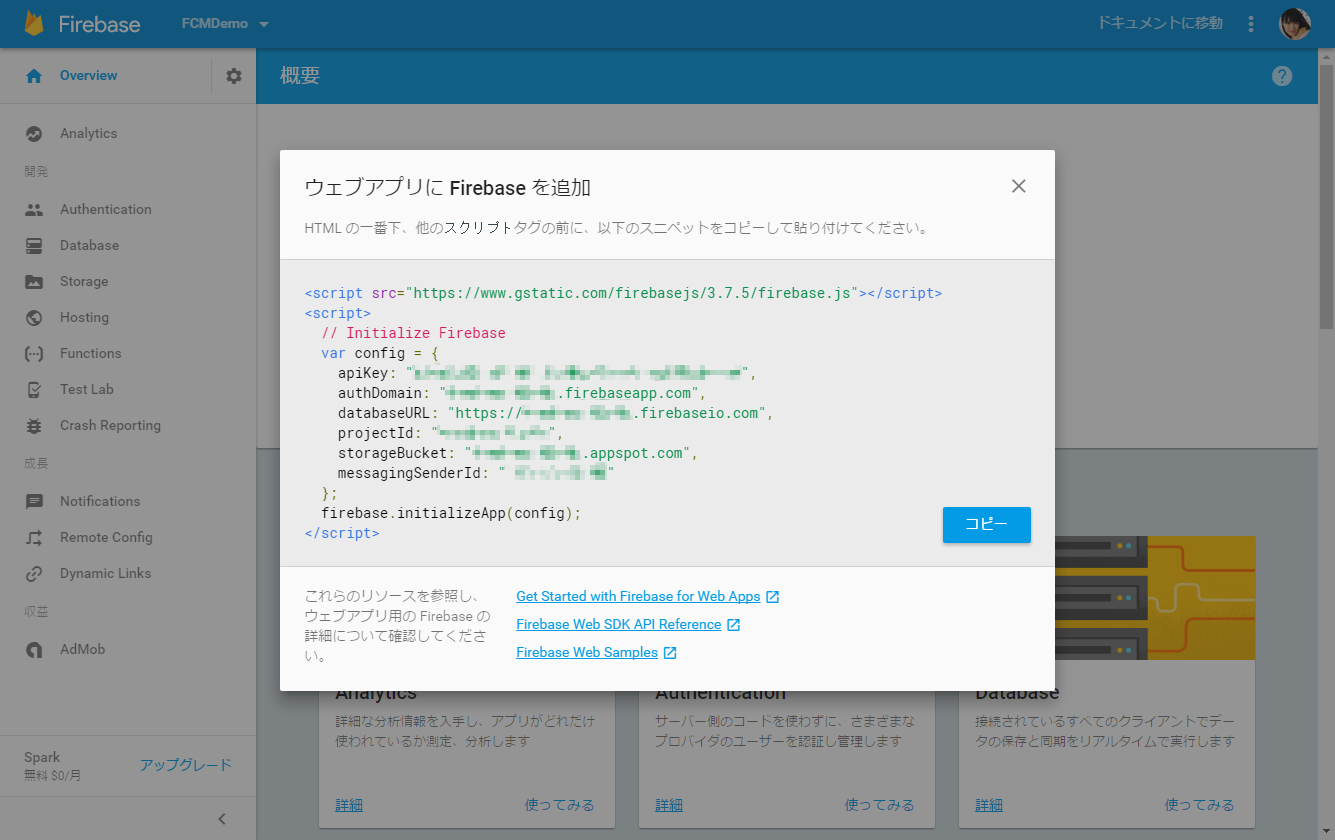 Firebase
FCMDemo
ドキュメントに移動
Overview
概要
Analytics
開発
Authentication
Database
Storage
Hosting
Functions
Test Lab
Crash Reporting
成長
Notifications
Remote Config
Dynamic Links
収益
AdMob
Spark
無料 $0/月
アップグレード
ウェブアプリに Firebase を追加
HTML の一番下、他のスクリプトタグの前に、以下のスニペットをコピーして貼り付けてください。
<script src="https://www.gstatic.com/firebasejs/3.7.5/firebase.js"></script>
<script>
// Initialize Firebase
var config = {
apiKey: "",
authDomain: ".firebaseapp.com",
databaseURL: "https://.firebaseio.com",
projectId: "",
storageBucket: ".appspot.com",
messagingSenderId: ""
};
firebase.initializeApp(config);
</script>
コピー
これらのリソースを参照し、
ウェブアプリ用の Firebase の
詳細について確認してくださ
い。
Get Started with Firebase for Web Apps
Firebase Web SDK API Reference
Firebase Web Samples
Analytics
詳細な分析情報を入手し、アプリがどれだけ
使われているか測定、分析します
詳細
使ってみる
Authentication
サーバー側のコードを使わずに、さまざまな
プロバイダのユーザーを認証し管理します
詳細
使ってみる
Database
接続されているすべてのクライアントでデー
タの保存と同期をリアルタイムで実行します
詳細
使ってみる